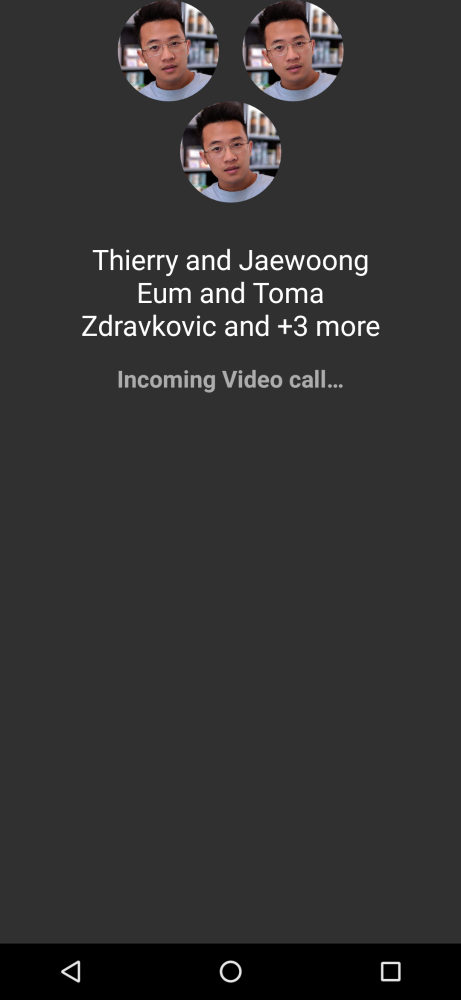 Thierry and Jaewoong
Eum and Toma
Zdravkovic and +3 more
Incoming Video call…